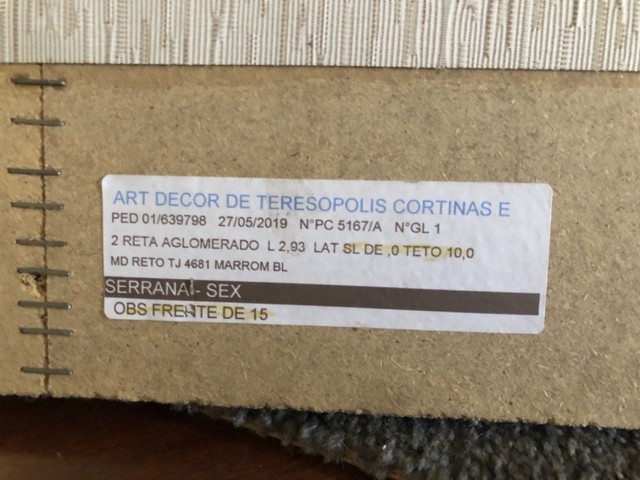 ART DECOR DE TERESOPOLIS CORTINAS E
PED 01/639798 27/05/2019 N°PC 5167/A N°GL 1
2 RETA AGLOMERADO L 2,93 LAT SL DE ,0 TETO 10,0
MD RETO TJ 4681 MARROM BL
SERRANA - SEX
OBS FRENTE DE 15